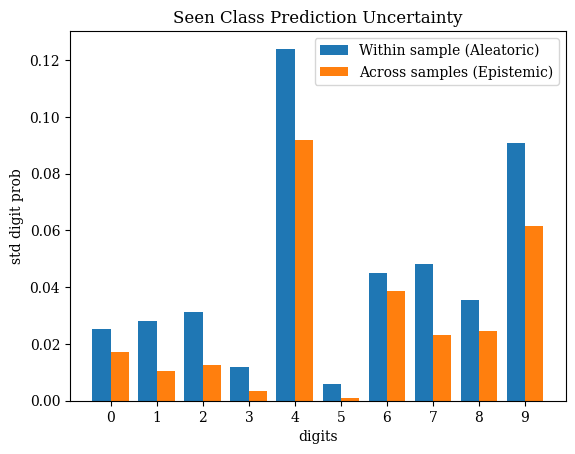 Seen Class Prediction Uncertainty
Within sample (Aleatoric)
Across samples (Epistemic)
std digit prob
0.12
0.10
0.08
0.06
0.04
0.02
0.00
0 1 2 3 4 5 6 7 8 9
digits